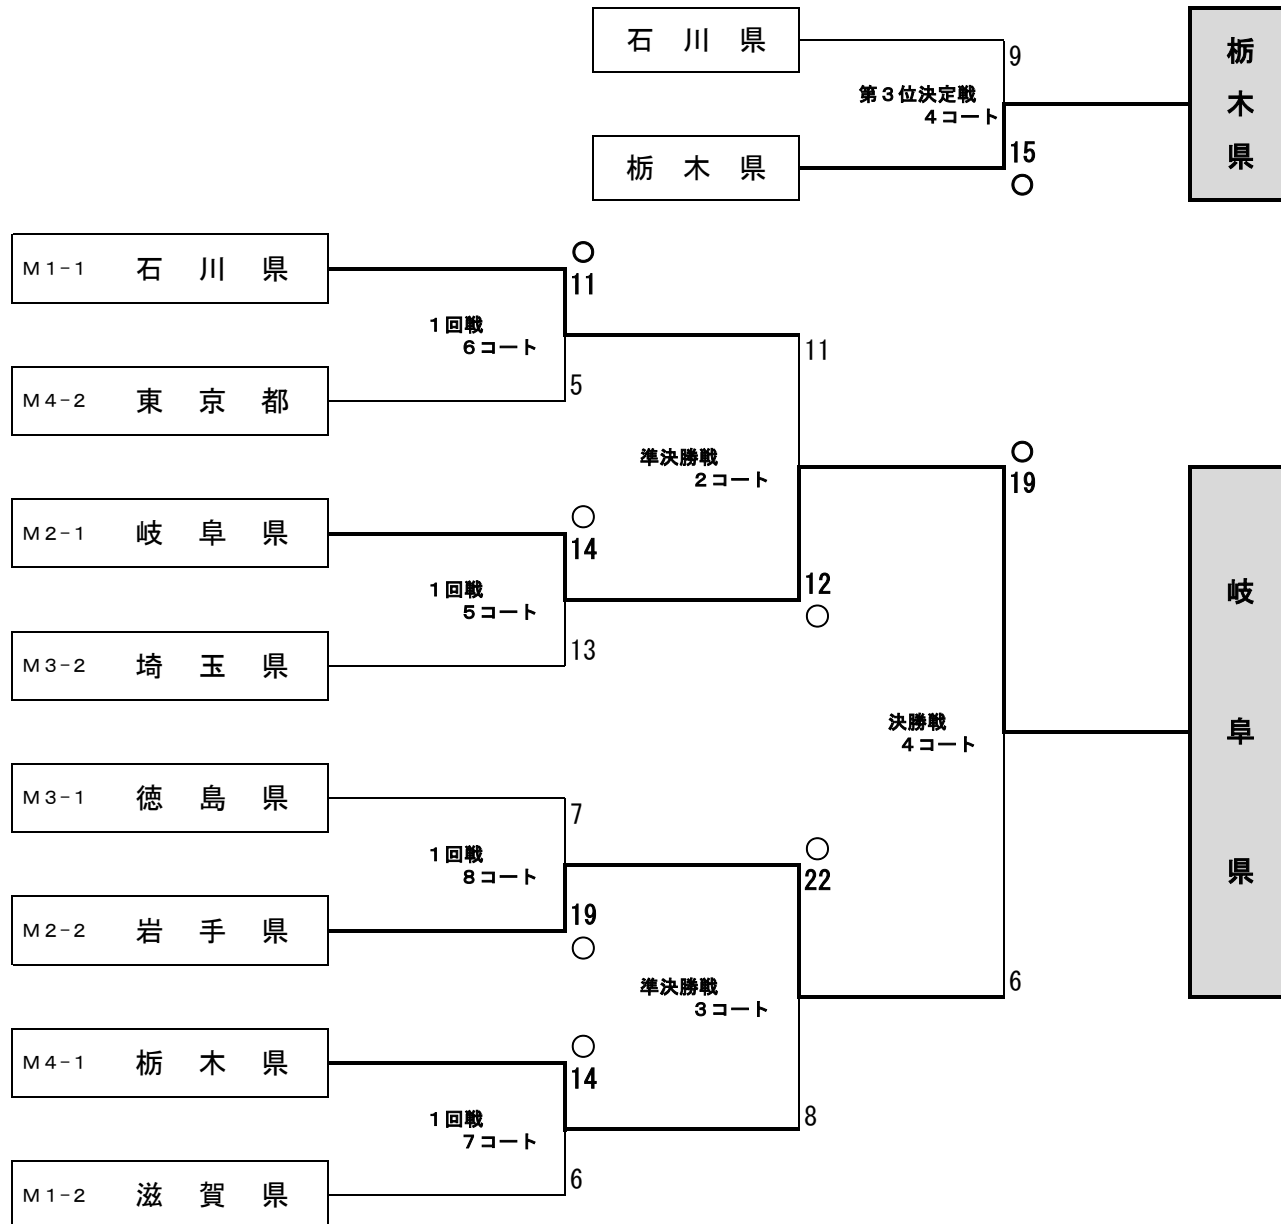 石川県
9
第3位決定戦
4コート
栃木県
15
○
栃木県
M1-1 石川県
○
11
1回戦
6コート
5
M4-2 東京都
11
準決勝戦
2コート
M2-1 岐阜県
○
14
1回戦
5コート
13
M3-2 埼玉県
12
○
○
19
決勝戦
4コート
6
岐阜県
M3-1 徳島県
7
1回戦
8コート
19
○
M2-2 岩手県
○
22
準決勝戦
3コート
8
M4-1 栃木県
○
14
1回戦
7コート
6
M1-2 滋賀県